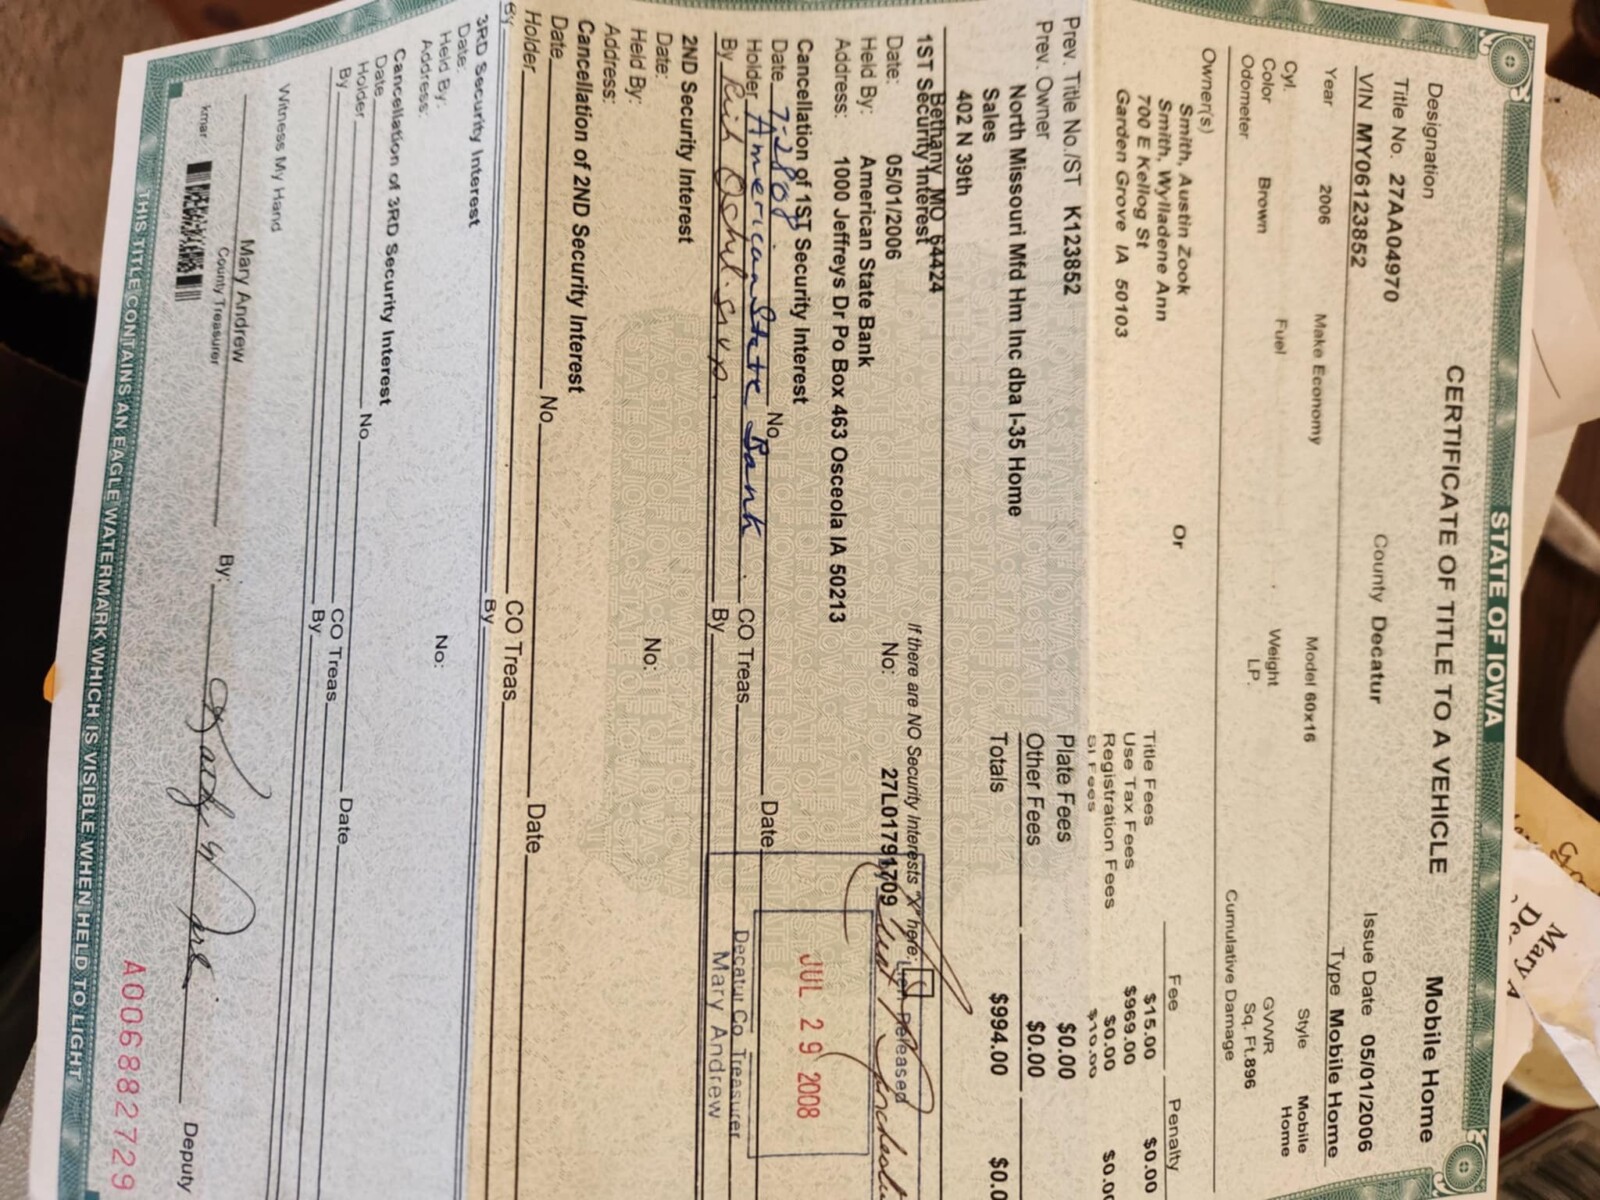 STATE OF IOWA
CERTIFICATE OF TITLE TO A VEHICLE
Designation
Mobile Home
Title No. 27AA04970
County Decatur
Issue Date 05/01/2006
VIN MY06123852
Type Mobile Home
Year 2006
Make Economy
Model 60x16
Style Mobile Home
Cyl.
Fuel
Weight
GVWR
Color Brown
LP.
Sq. Ft. 896
Odometer
Cumulative Damage
Owner(s)
Or
Smith, Austin Zook
Smith, Wylladene Ann
700 E Kellog St
Garden Grove IA 50103
Fee Penalty
Title Fees $15.00 $0.00
Use Tax Fees $969.00
Registration Fees $0.00 $0.00
SI Fees $10.00
Plate Fees $0.00
Other Fees $0.00
Totals $994.00
Prev. Title No./ST K123852
Prev. Owner
North Missouri Mfd Hm Inc dba I-35 Home
Sales
402 N 39th
Bethany MO 64424
If there are NO Security Interests "X" here:
1ST Security Interest
Date: 05/01/2006
No: 27L01791709
Lien Released
Held By: American State Bank
Address: 1000 Jeffreys Dr Po Box 463 Osceola IA 50213
Cancellation of 1ST Security Interest
Date 7-28-08 No. Date
JUL 29 2008
Holder American State Bank CO Treas.
By By
Decatur Co Treasurer
Mary Andrew
2ND Security Interest
Date: No:
Held By:
Address:
Cancellation of 2ND Security Interest
Date No. Date
Holder CO Treas.
By By
3RD Security Interest
Date: No:
Held By:
Address:
Cancellation of 3RD Security Interest
Date No. Date
Holder CO Treas.
By By
Witness My Hand
Mary Andrew
County Treasurer
By:
Deputy
kmar
A006882729
THIS TITLE CONTAINS AN EAGLE WATERMARK WHICH IS VISIBLE WHEN HELD TO LIGHT
Mary A